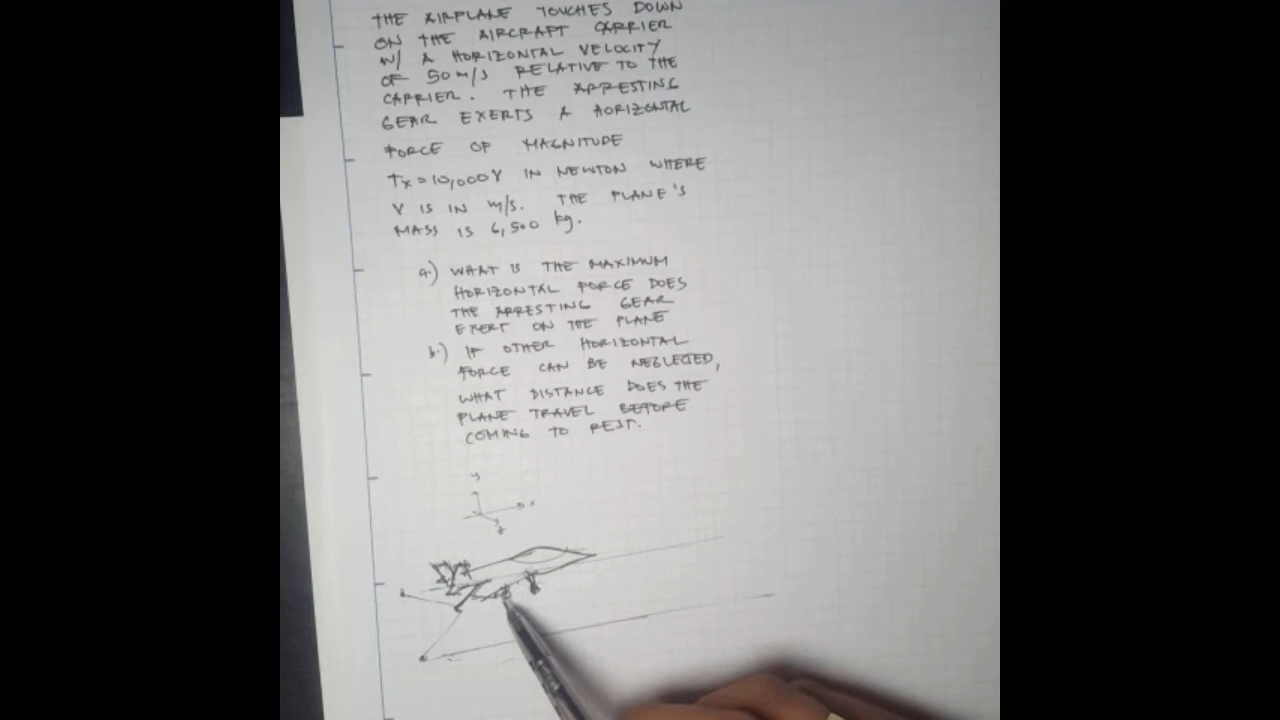 THE AIRPLANE TOUCHES DOWN
ON THE AIRCRAFT CARRIER
W/ A HORIZONTAL VELOCITY
OF 50 m/s RELATIVE TO THE
CARRIER. THE ARRESTING
GEAR EXERTS A HORIZONTAL
FORCE OF MAGNITUDE
Tx = 10,000V IN NEWTON WHERE
V IS IN m/s. THE PLANE'S
MASS IS 6,500 kg.
a.) WHAT IS THE MAXIMUM
HORIZONTAL FORCE DOES
THE ARRESTING GEAR
EXERT ON THE PLANE
b.) IF OTHER HORIZONTAL
FORCE CAN BE NEGLECTED,
WHAT DISTANCE DOES THE
PLANE TRAVEL BEFORE
COMING TO REST.
y
x
z